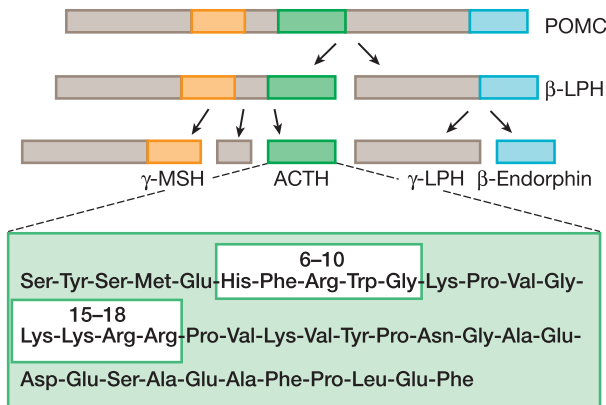 POMC
β-LPH
γ-MSH
ACTH
γ-LPH
β-Endorphin
6–10
Ser-Tyr-Ser-Met-Glu-His-Phe-Arg-Trp-Gly-Lys-Pro-Val-Gly-
15–18
Lys-Lys-Arg-Arg-Pro-Val-Lys-Val-Tyr-Pro-Asn-Gly-Ala-Glu-
Asp-Glu-Ser-Ala-Glu-Ala-Phe-Pro-Leu-Glu-Phe